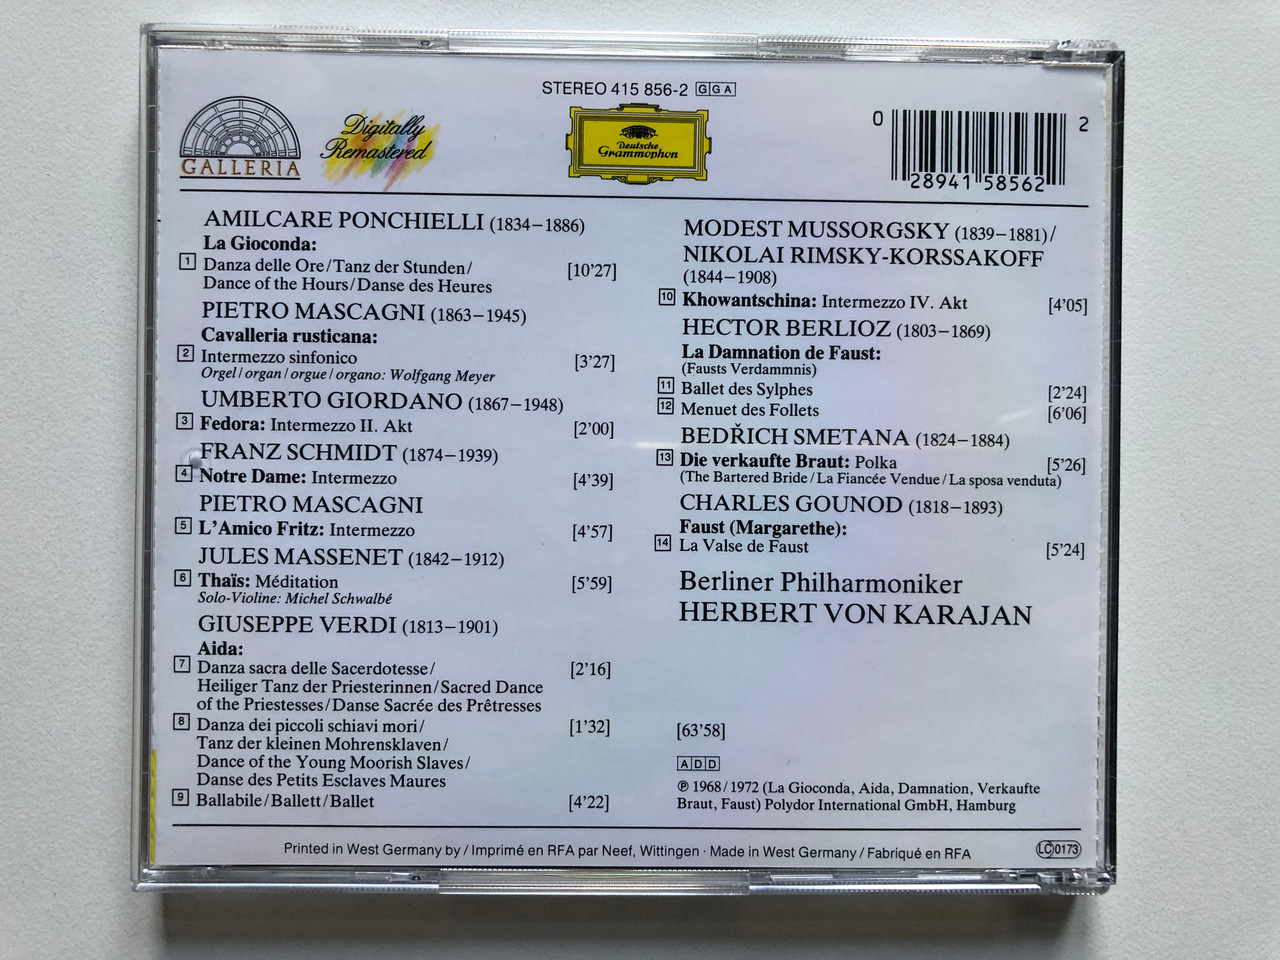 STEREO 415 856-2 GGA
GALLERIA
Digitally
Remastered
Deutsche
Grammophon
0 28941 58562 2
AMILCARE PONCHIELLI (1834–1886)
La Gioconda:
1 Danza delle Ore/Tanz der Stunden/ [10'27]
Dance of the Hours/Danse des Heures
PIETRO MASCAGNI (1863–1945)
Cavalleria rusticana:
2 Intermezzo sinfonico [3'27]
Orgel/organ/orgue/organo: Wolfgang Meyer
UMBERTO GIORDANO (1867–1948)
3 Fedora: Intermezzo II. Akt [2'00]
FRANZ SCHMIDT (1874–1939)
4 Notre Dame: Intermezzo [4'39]
PIETRO MASCAGNI
5 L'Amico Fritz: Intermezzo [4'57]
JULES MASSENET (1842–1912)
6 Thaïs: Méditation [5'59]
Solo-Violine: Michel Schwalbé
GIUSEPPE VERDI (1813–1901)
Aida:
7 Danza sacra delle Sacerdotesse/ [2'16]
Heiliger Tanz der Priesterinnen/Sacred Dance
of the Priestesses/Danse Sacrée des Prêtresses
8 Danza dei piccoli schiavi mori/ [1'32]
Tanz der kleinen Mohrensklaven/
Dance of the Young Moorish Slaves/
Danse des Petits Esclaves Maures
9 Ballabile/Ballett/Ballet [4'22]
MODEST MUSSORGSKY (1839–1881)/
NIKOLAI RIMSKY-KORSSAKOFF
(1844–1908)
10 Khowantschina: Intermezzo IV. Akt [4'05]
HECTOR BERLIOZ (1803–1869)
La Damnation de Faust:
(Fausts Verdammnis)
11 Ballet des Sylphes [2'24]
12 Menuet des Follets [6'06]
BEDŘICH SMETANA (1824–1884)
13 Die verkaufte Braut: Polka [5'26]
(The Bartered Bride/La Fiancée Vendue/La sposa venduta)
CHARLES GOUNOD (1818–1893)
Faust (Margarethe):
14 La Valse de Faust [5'24]
Berliner Philharmoniker
HERBERT VON KARAJAN
[63'58]
ADD
℗ 1968/1972 (La Gioconda, Aida, Damnation, Verkaufte
Braut, Faust) Polydor International GmbH, Hamburg
Printed in West Germany by / Imprimé en RFA par Neef, Wittingen · Made in West Germany / Fabriqué en RFA
LC 0173